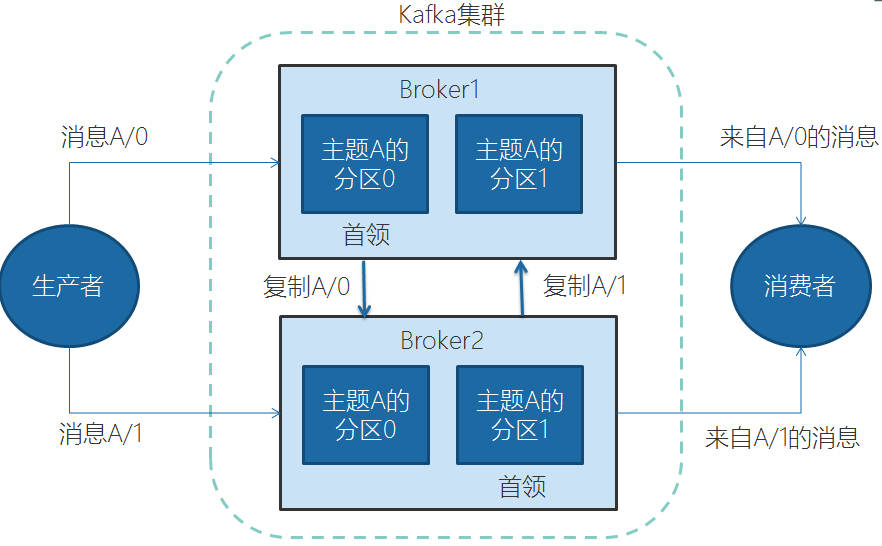 Kafka集群
Broker1
消息A/0
来自A/0的消息
主题A的
分区0
主题A的
分区1
首领
生产者
复制A/0
复制A/1
消费者
Broker2
主题A的
分区0
主题A的
分区1
消息A/1
来自A/1的消息
首领